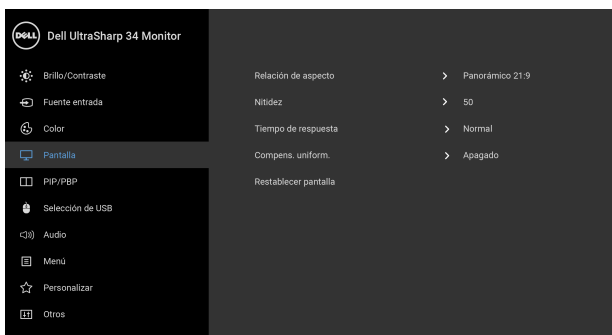 DELL Dell UltraSharp 34 Monitor
Brillo/Contraste
Fuente entrada
Color
Pantalla
PIP/PBP
Selección de USB
Audio
Menú
Personalizar
Otros
Relación de aspecto > Panorámico 21:9
Nitidez > 50
Tiempo de respuesta > Normal
Compens. uniform. > Apagado
Restablecer pantalla